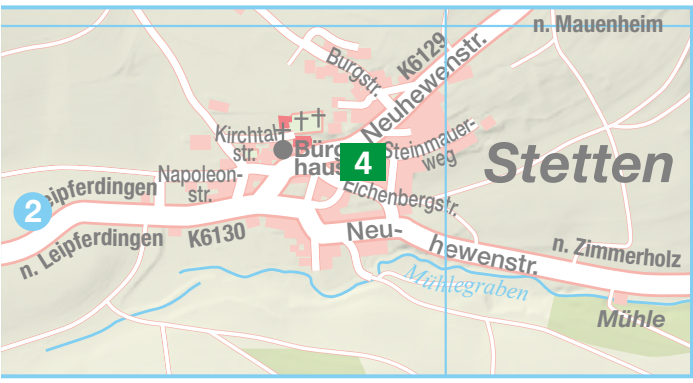 n. Mauenheim
K6129
Burgstr.
Neuhewenstr.
Kirchtal-
str.
Bürg
haus
4
Steinmauer-
weg
Stetten
Napoleon-
str.
eipferdingen
2
Eichenbergstr.
n. Leipferdingen
K6130
Neu-
hewenstr.
n. Zimmerholz
Mühlegraben
Mühle